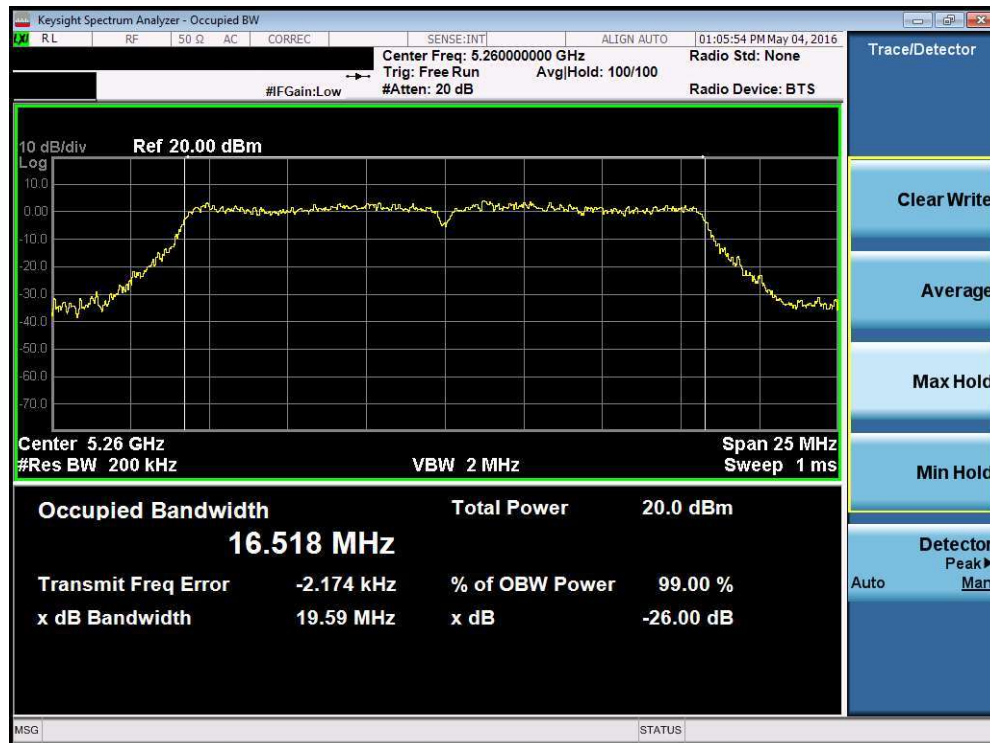 Keysight Spectrum Analyzer - Occupied BW
LXI RL RF 50 Ω AC CORREC SENSE:INT ALIGN AUTO 01:05:54 PM May 04, 2016
Center Freq: 5.260000000 GHz Radio Std: None
Trig: Free Run Avg|Hold: 100/100
#IFGain:Low #Atten: 20 dB Radio Device: BTS
10 dB/div Ref 20.00 dBm
Log
10.0
0.00
-10.0
-20.0
-30.0
-40.0
-50.0
-60.0
-70.0
Center 5.26 GHz Span 25 MHz
#Res BW 200 kHz VBW 2 MHz Sweep 1 ms
Occupied Bandwidth Total Power 20.0 dBm
16.518 MHz
Transmit Freq Error -2.174 kHz % of OBW Power 99.00 %
x dB Bandwidth 19.59 MHz x dB -26.00 dB
MSG STATUS
Trace/Detector
Clear Write
Average
Max Hold
Min Hold
Detector
Peak▶
Auto Man